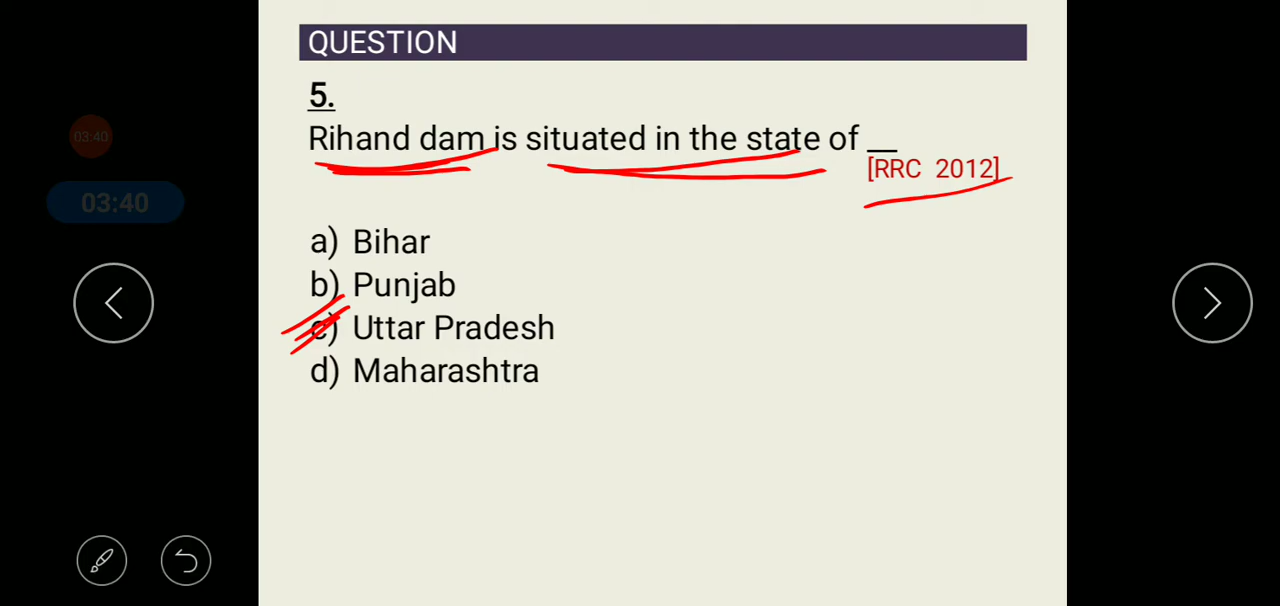 QUESTION
5.
Rihand dam is situated in the state of __
[RRC 2012]
03:40
03:40
a) Bihar
b) Punjab
c) Uttar Pradesh
d) Maharashtra